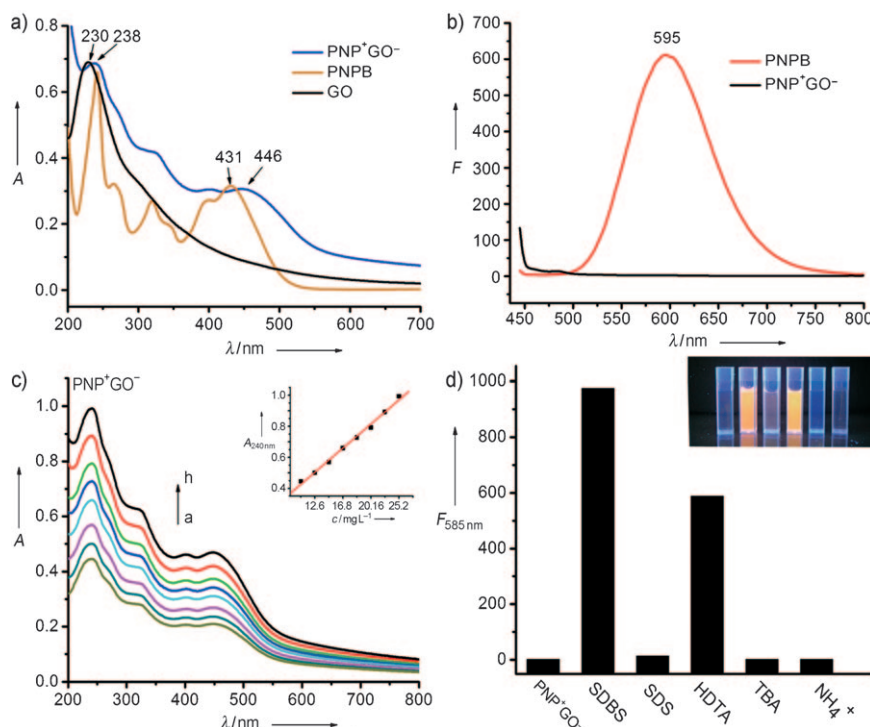 a)
230 238
PNP⁺GO⁻
PNPB
GO
431 446
A
0.8
0.6
0.4
0.2
0.0
200 300 400 500 600 700
λ/nm
b)
595
PNPB
PNP⁺GO⁻
F
700
600
500
400
300
200
100
0
450 500 550 600 650 700 750 800
λ/nm
c)
PNP⁺GO⁻
h
a
A
1.0
0.8
0.6
0.4
0.2
0.0
200 300 400 500 600 700 800
λ/nm
A240nm
1.0
0.8
0.6
0.4
12.6 16.8 20.16 25.2
c/mgL⁻¹
d)
F585 nm
1000
800
600
400
200
0
PNP⁺GO⁻
SDBS
SDS
HDTA
TBA
NH₄⁺